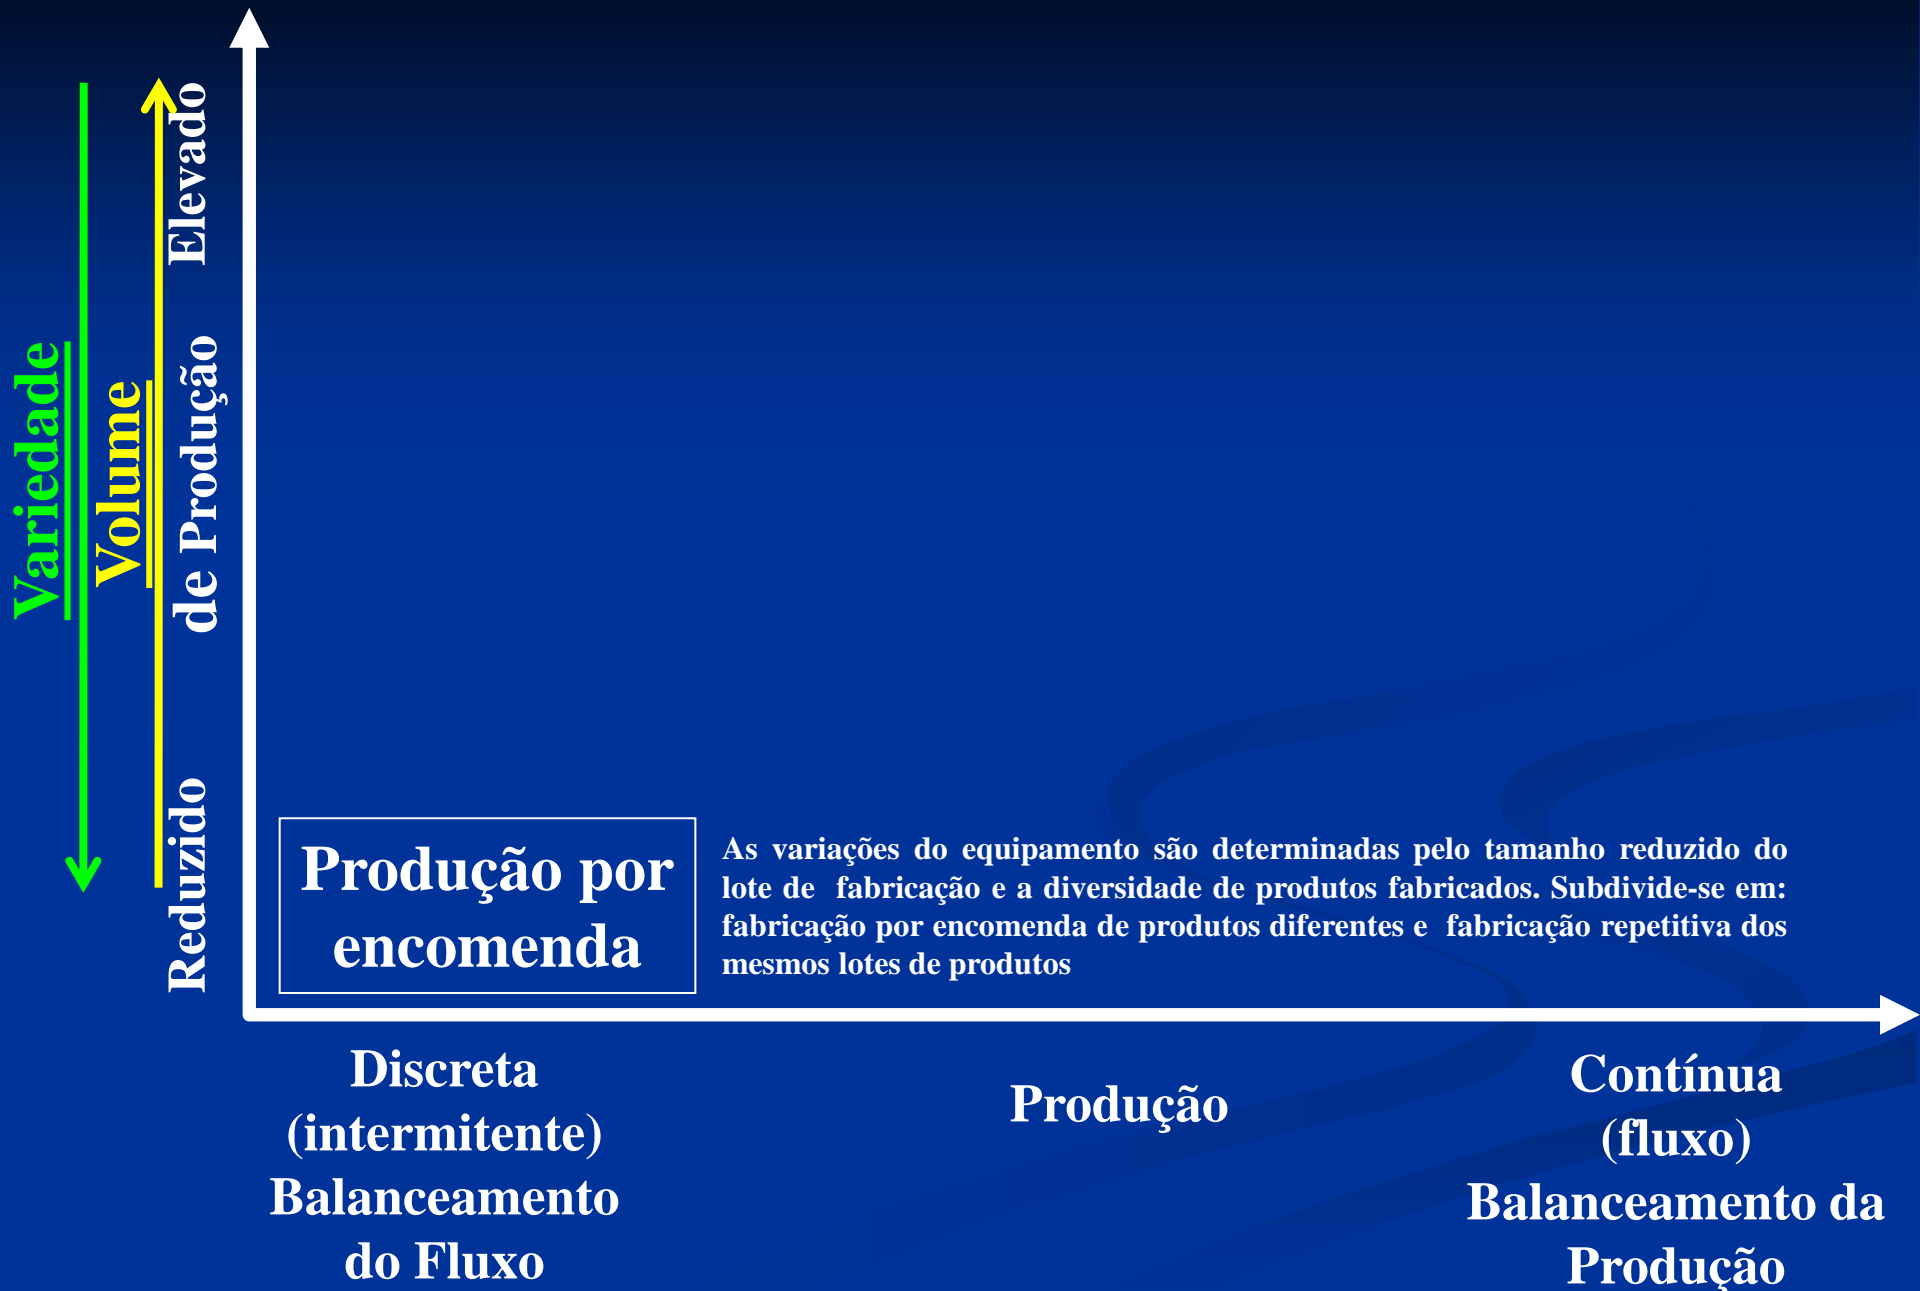 Variedade
Volume
de Produção
Elevado
Reduzido
Produção por
encomenda
As variações do equipamento são determinadas pelo tamanho reduzido do
lote de fabricação e a diversidade de produtos fabricados. Subdivide-se em:
fabricação por encomenda de produtos diferentes e fabricação repetitiva dos
mesmos lotes de produtos
Discreta
(intermitente)
Balanceamento
do Fluxo
Produção
Contínua
(fluxo)
Balanceamento da
Produção